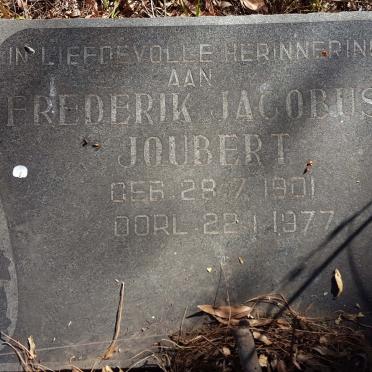 IN LIEFDEVOLLE HERINNERING
AAN
FREDERIK JACOBUS
JOUBERT
GEB. 28.7.1901
OORL. 22.1.1977